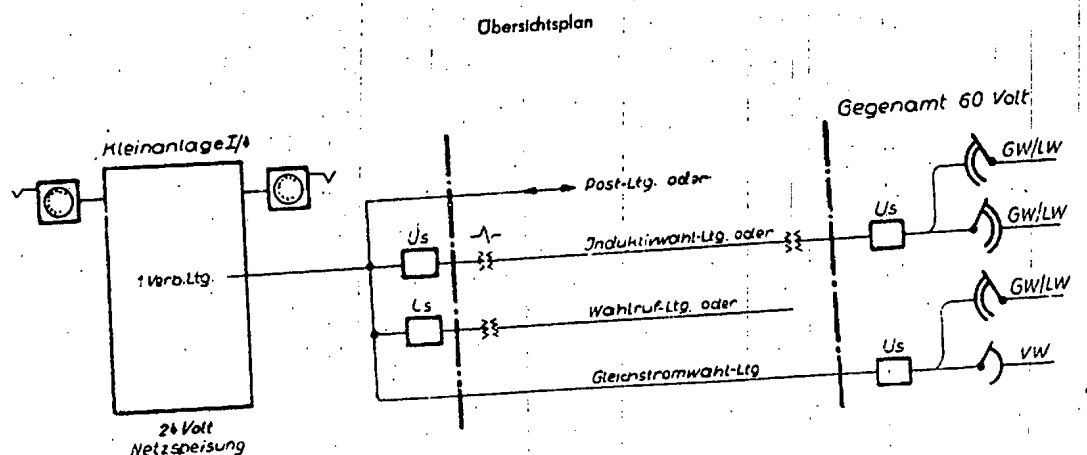 Übersichtsplan
Gegenamt 60 Volt
Kleinanlage I/4
GW/LW
Post-Ltg. oder
Üs
Us
GW/LW
Induktivwahl-Ltg. oder
1 Verb.Ltg.
GW/LW
Ls
Wahlruf-Ltg. oder
Us
VW
Gleichstromwahl-Ltg
24 Volt
Netzspeisung